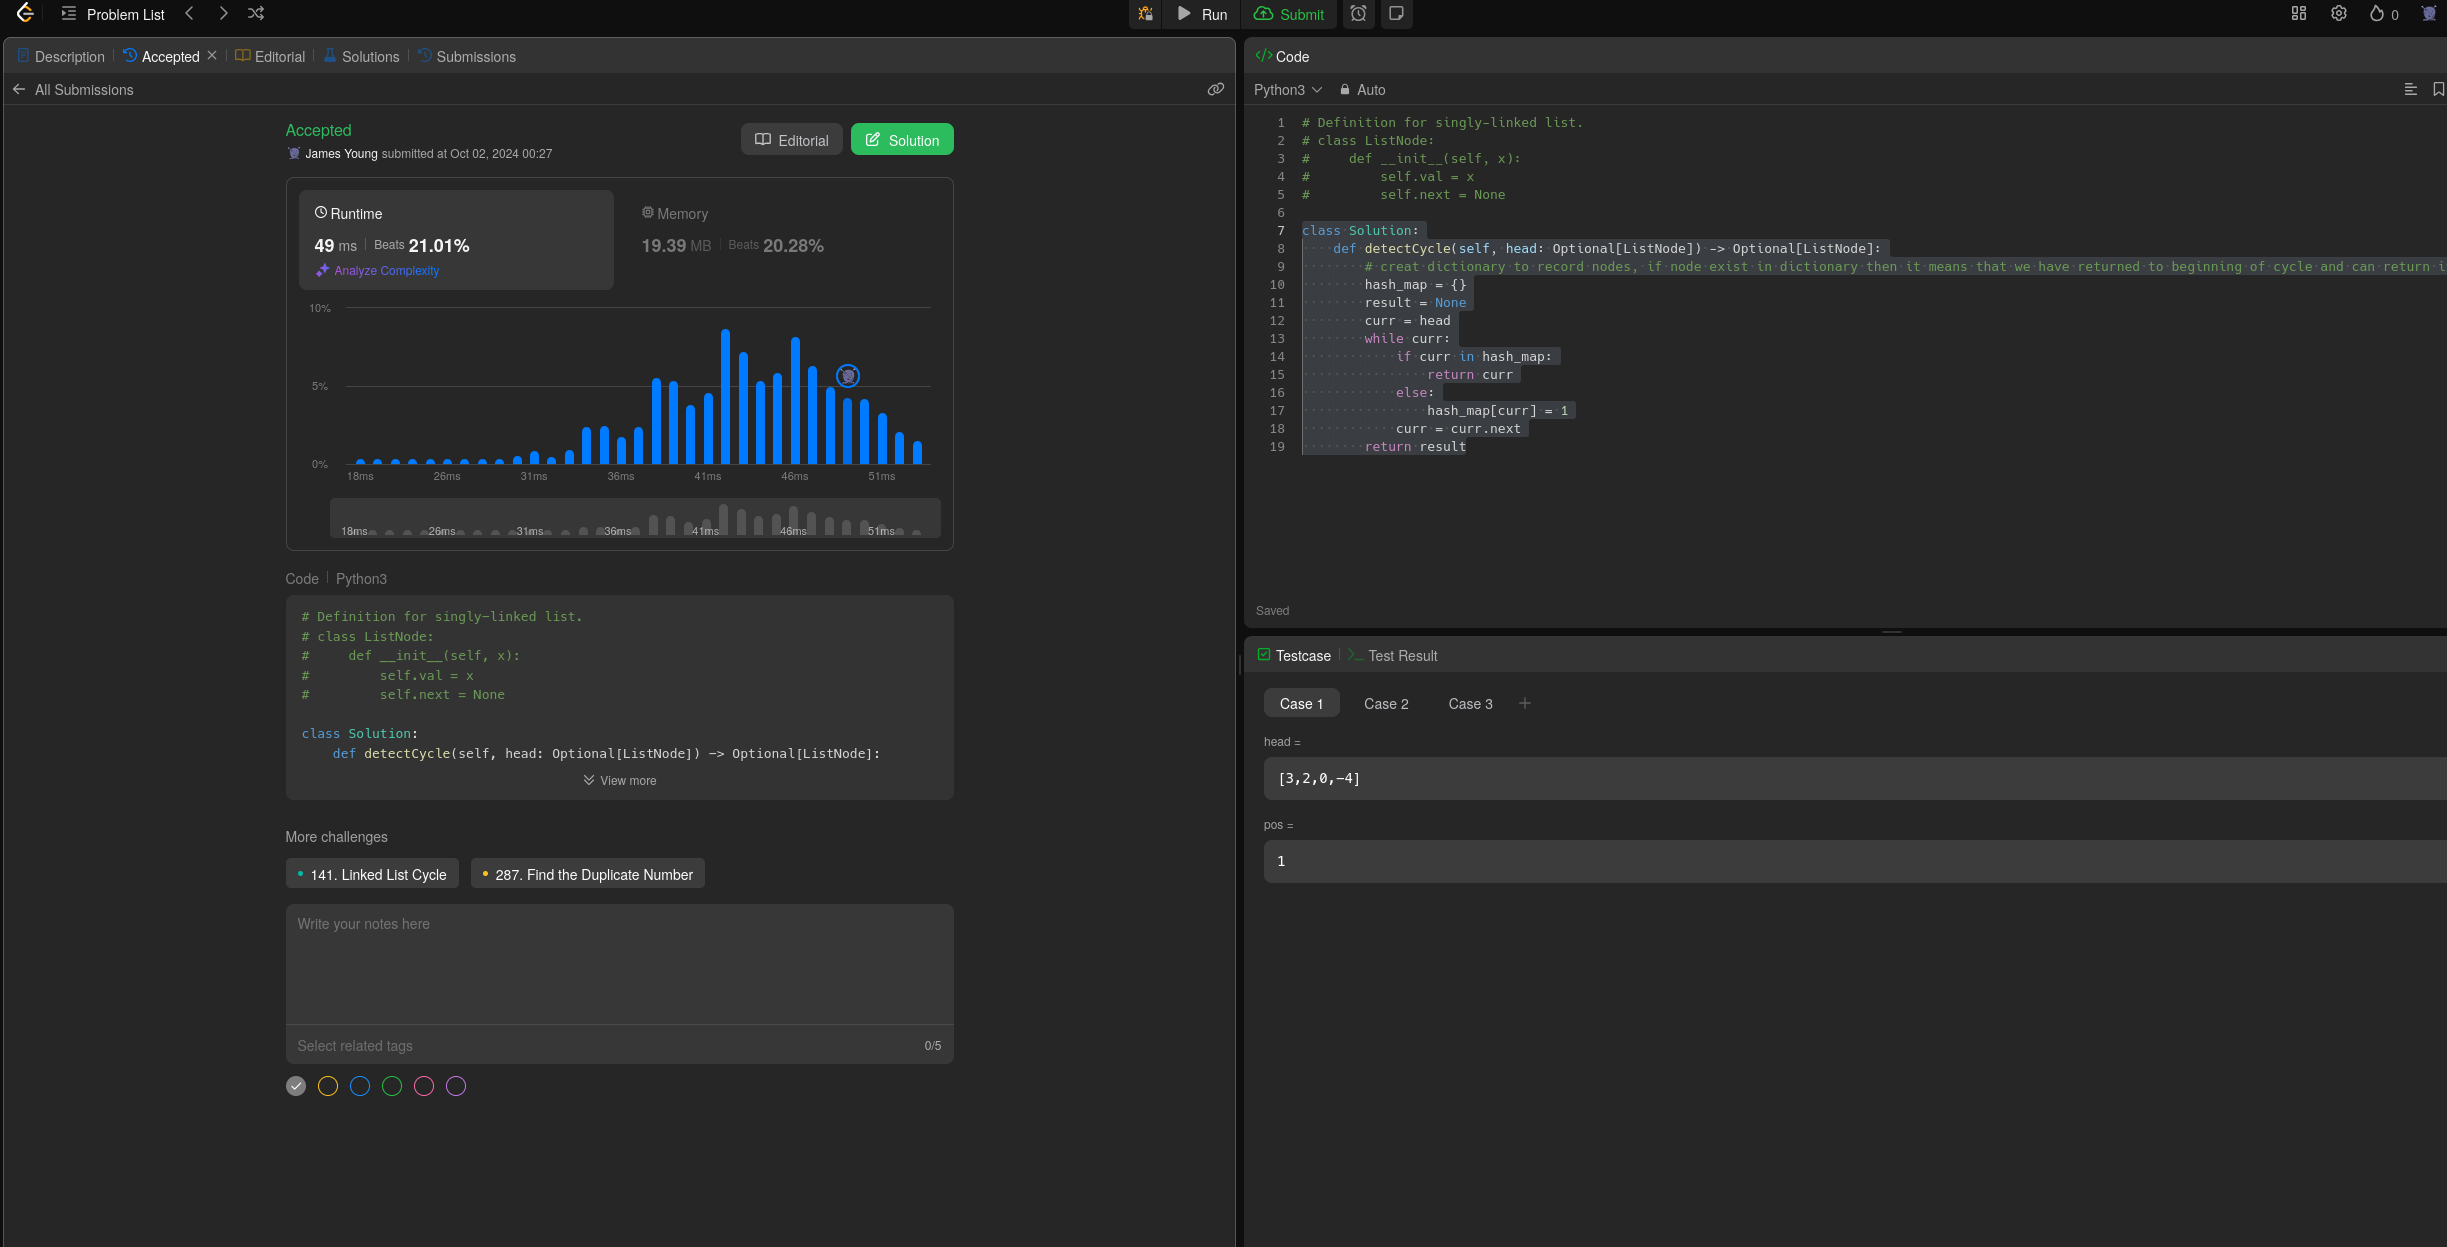 Problem List
Run
Submit
0
Description
Accepted
Editorial
Solutions
Submissions
All Submissions
Accepted
James Young submitted at Oct 02, 2024 00:27
Editorial
Solution
Runtime
49 ms
Beats 21.01%
Analyze Complexity
Memory
19.39 MB
Beats 20.28%
10%
5%
0%
18ms 26ms 31ms 36ms 41ms 46ms 51ms
18ms 26ms 31ms 36ms 41ms 46ms 51ms
Code
Python3
# Definition for singly-linked list.
# class ListNode:
#     def __init__(self, x):
#         self.val = x
#         self.next = None
class Solution:
    def detectCycle(self, head: Optional[ListNode]) -> Optional[ListNode]:
View more
More challenges
141. Linked List Cycle
287. Find the Duplicate Number
Write your notes here
Select related tags
0/5
</> Code
Python3
Auto
1 # Definition for singly-linked list.
2 # class ListNode:
3 #     def __init__(self, x):
4 #         self.val = x
5 #         self.next = None
6
7 class Solution:
8     def detectCycle(self, head: Optional[ListNode]) -> Optional[ListNode]:
9         # creat dictionary to record nodes, if node exist in dictionary then it means that we have returned to beginning of cycle and can return i
10         hash_map = {}
11         result = None
12         curr = head
13         while curr:
14             if curr in hash_map:
15                 return curr
16             else:
17                 hash_map[curr] = 1
18             curr = curr.next
19         return result
Saved
Testcase
Test Result
Case 1
Case 2
Case 3
head =
[3,2,0,-4]
pos =
1